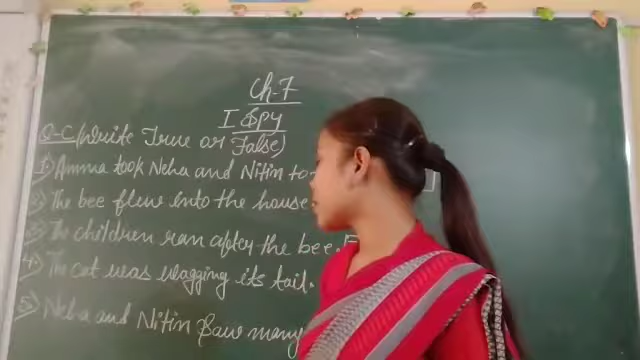 Ch-7
I Spy
Q-C (Write True or False)
1) Amma took Neha and Nitin to
2) The bee flew into the house
3) The children ran after the bee. F
4) The cat was wagging its tail.
5) Neha and Nitin saw many